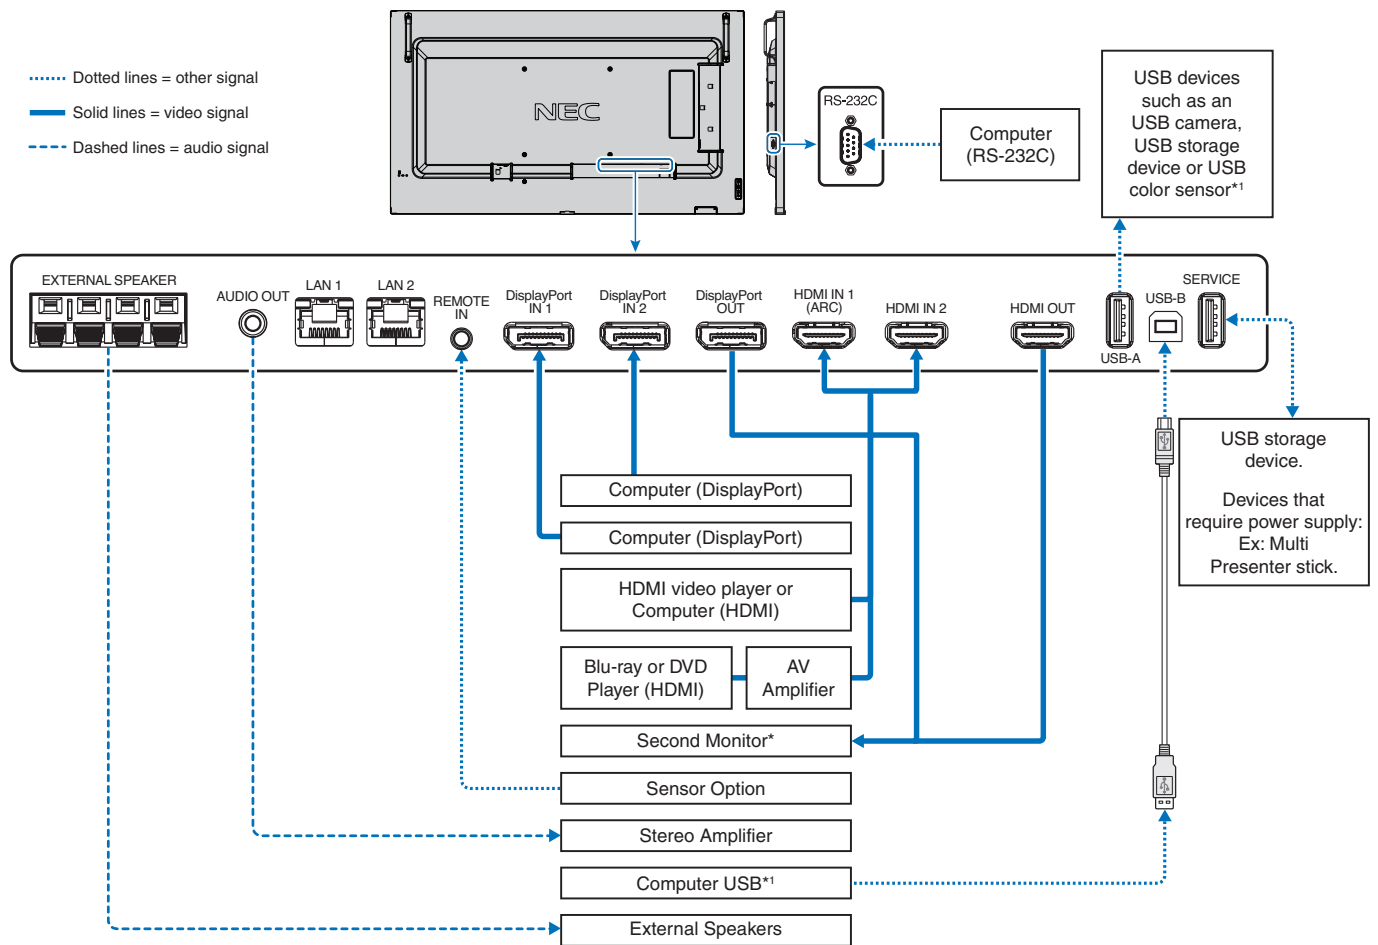 Dotted lines = other signal
Solid lines = video signal
Dashed lines = audio signal
NEC
RS-232C
Computer
(RS-232C)
USB devices
such as an
USB camera,
USB storage
device or USB
color sensor*1
EXTERNAL SPEAKER
AUDIO OUT
LAN 1
LAN 2
REMOTE
IN
DisplayPort
IN 1
DisplayPort
IN 2
DisplayPort
OUT
HDMI IN 1
(ARC)
HDMI IN 2
HDMI OUT
USB-A
USB-B
SERVICE
USB storage
device.
Devices that
require power supply:
Ex: Multi
Presenter stick.
Computer (DisplayPort)
Computer (DisplayPort)
HDMI video player or
Computer (HDMI)
Blu-ray or DVD
Player (HDMI)
AV
Amplifier
Second Monitor*
Sensor Option
Stereo Amplifier
Computer USB*1
External Speakers